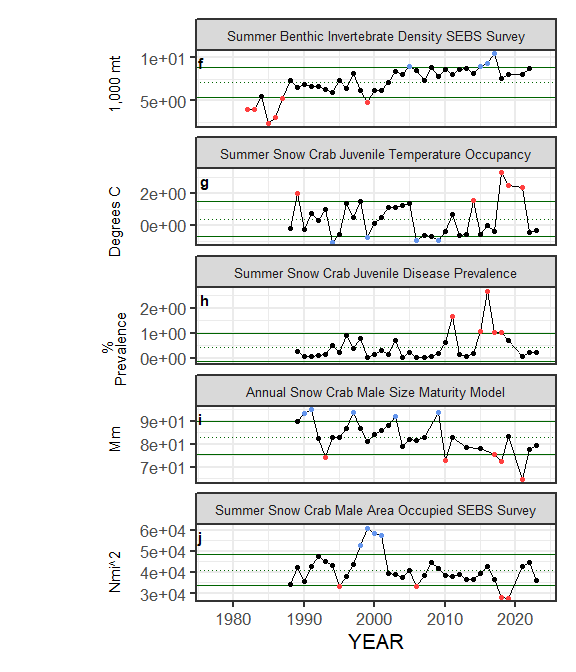 Summer Benthic Invertebrate Density SEBS Survey
f
1,000 mt
1e+01
5e+00
Summer Snow Crab Juvenile Temperature Occupancy
g
Degrees C
2e+00
0e+00
Summer Snow Crab Juvenile Disease Prevalence
h
%
Prevalence
2e+00
1e+00
0e+00
Annual Snow Crab Male Size Maturity Model
i
Mm
9e+01
8e+01
7e+01
Summer Snow Crab Male Area Occupied SEBS Survey
j
Nmi^2
6e+04
5e+04
4e+04
3e+04
1980 1990 2000 2010 2020
YEAR